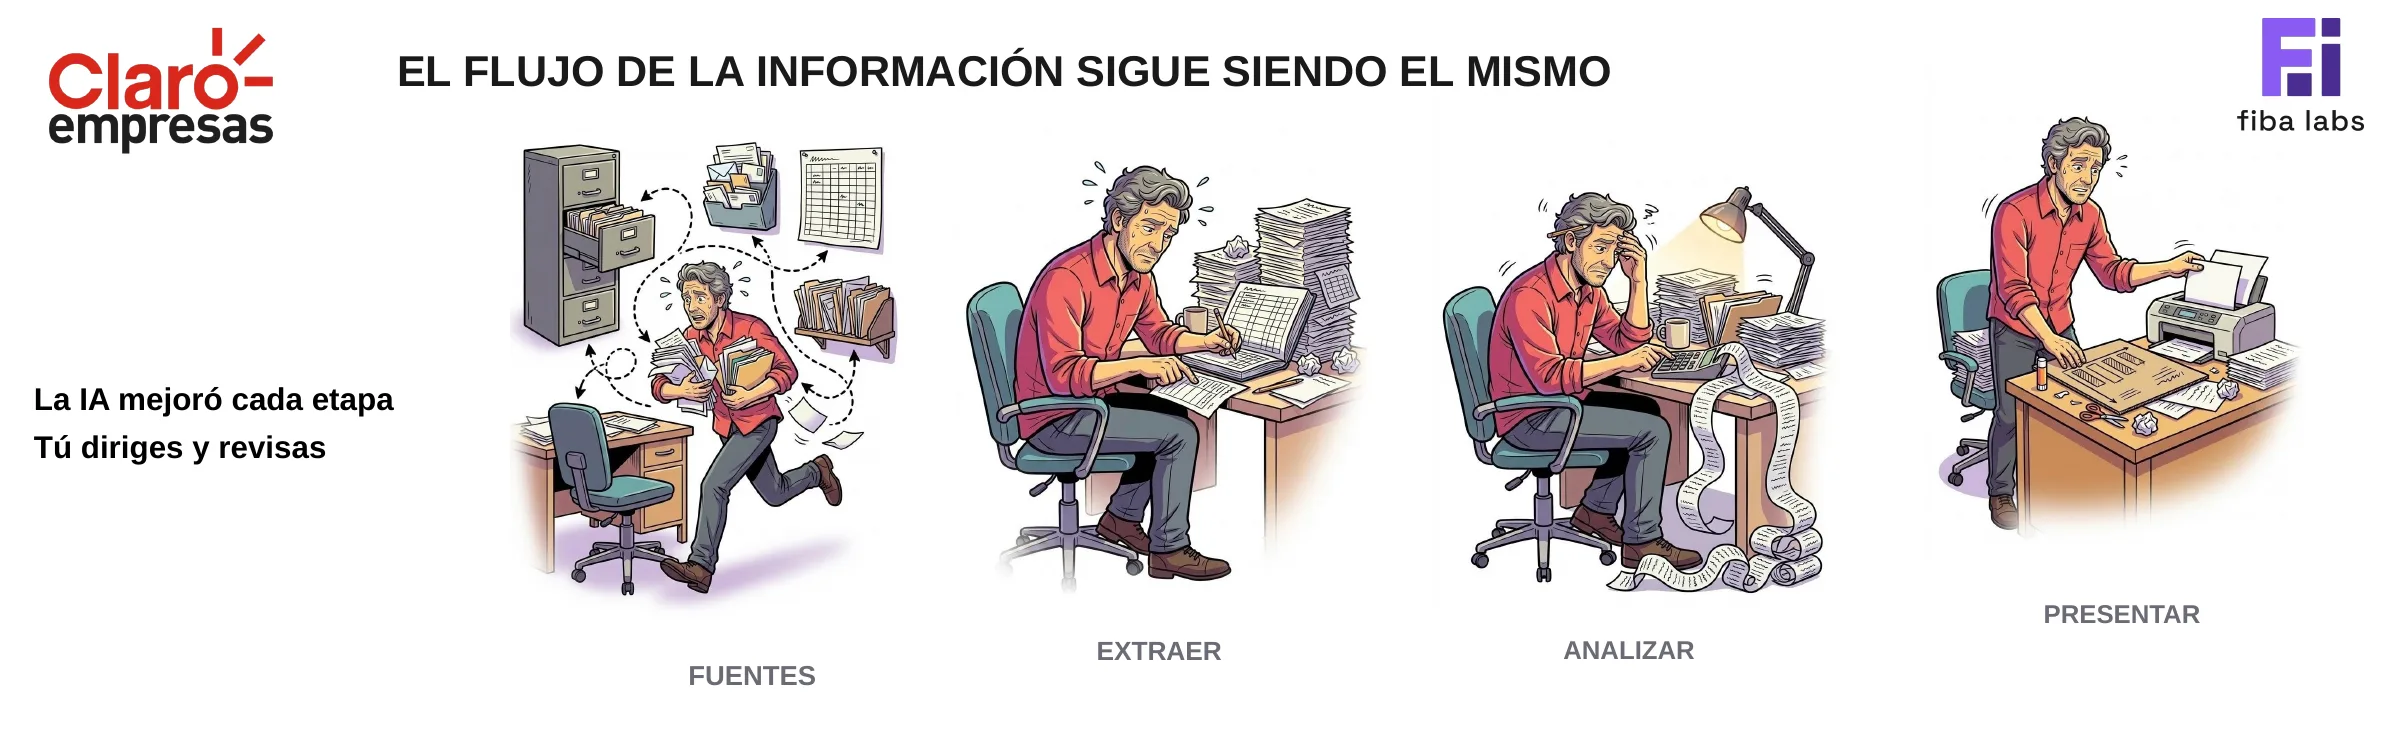 Claro
empresas
EL FLUJO DE LA INFORMACIÓN SIGUE SIENDO EL MISMO
Fi
fiba labs
La IA mejoró cada etapa
Tú diriges y revisas
FUENTES
EXTRAER
ANALIZAR
PRESENTAR